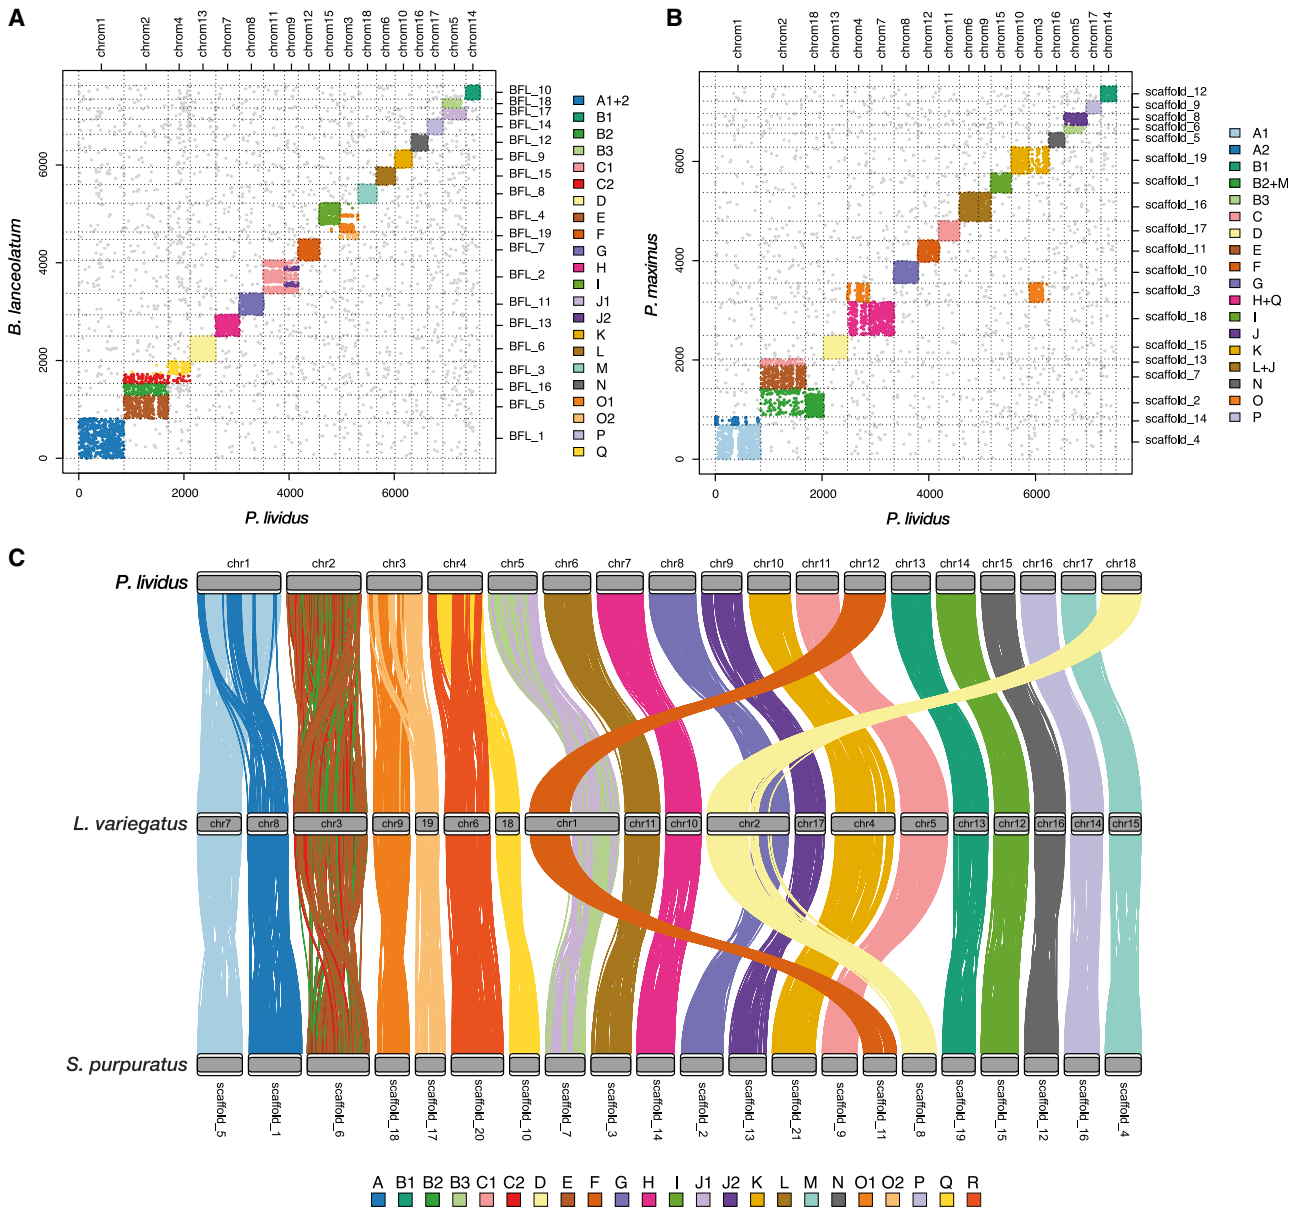 A
chrom1
chrom2
chrom4
chrom13
chrom7
chrom8
chrom11
chrom9
chrom12
chrom15
chrom3
chrom18
chrom6
chrom10
chrom16
chrom17
chrom5
chrom14
B. lanceolatum
6000
4000
2000
0
0
2000
4000
6000
P. lividus
BFL_10
BFL_18
BFL_17
BFL_14
BFL_12
BFL_9
BFL_15
BFL_8
BFL_4
BFL_19
BFL_7
BFL_2
BFL_11
BFL_13
BFL_6
BFL_3
BFL_16
BFL_5
BFL_1
A1+2
B1
B2
B3
C1
C2
D
E
F
G
H
I
J1
J2
K
L
M
N
O1
O2
P
Q
B
chrom1
chrom2
chrom18
chrom13
chrom4
chrom7
chrom8
chrom12
chrom11
chrom6
chrom9
chrom15
chrom10
chrom3
chrom16
chrom5
chrom17
chrom14
P. maximus
6000
4000
2000
0
0
2000
4000
6000
P. lividus
scaffold_12
scaffold_9
scaffold_8
scaffold_6
scaffold_5
scaffold_19
scaffold_1
scaffold_16
scaffold_17
scaffold_11
scaffold_10
scaffold_3
scaffold_18
scaffold_15
scaffold_13
scaffold_7
scaffold_2
scaffold_14
scaffold_4
A1
A2
B1
B2+M
B3
C
D
E
F
G
H+Q
I
J
K
L+J
N
O
P
C
chr1 chr2 chr3 chr4 chr5 chr6 chr7 chr8 chr9 chr10 chr11 chr12 chr13 chr14 chr15 chr16 chr17 chr18
P. lividus
L. variegatus
chr7 chr8 chr3 chr9 19 chr6 18 chr1 chr11 chr10 chr2 chr17 chr4 chr5 chr13 chr12 chr16 chr14 chr15
S. purpuratus
scaffold_5
scaffold_1
scaffold_6
scaffold_18
scaffold_17
scaffold_20
scaffold_10
scaffold_7
scaffold_3
scaffold_14
scaffold_2
scaffold_13
scaffold_21
scaffold_9
scaffold_11
scaffold_8
scaffold_19
scaffold_15
scaffold_12
scaffold_16
scaffold_4
A B1 B2 B3 C1 C2 D E F G H I J1 J2 K L M N O1 O2 P Q R